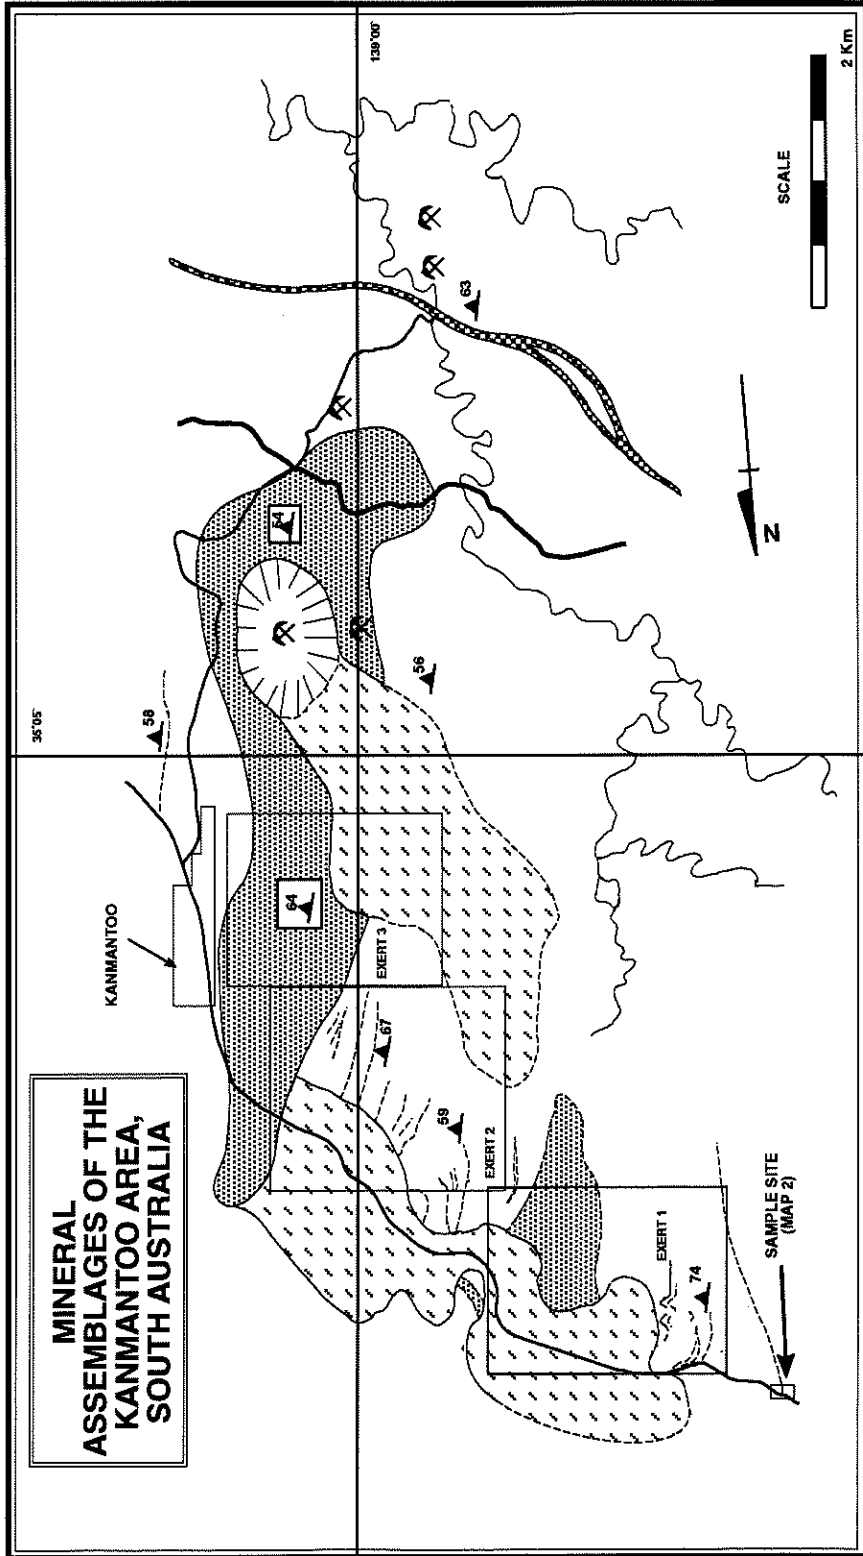 MINERAL
ASSEMBLAGES OF THE
KANMANTOO AREA,
SOUTH AUSTRALIA
KANMANTOO
35°05'
139°00'
58
64
64
63
56
67
59
74
EXERT 3
EXERT 2
EXERT 1
SAMPLE SITE
(MAP 2)
N
SCALE
2 Km